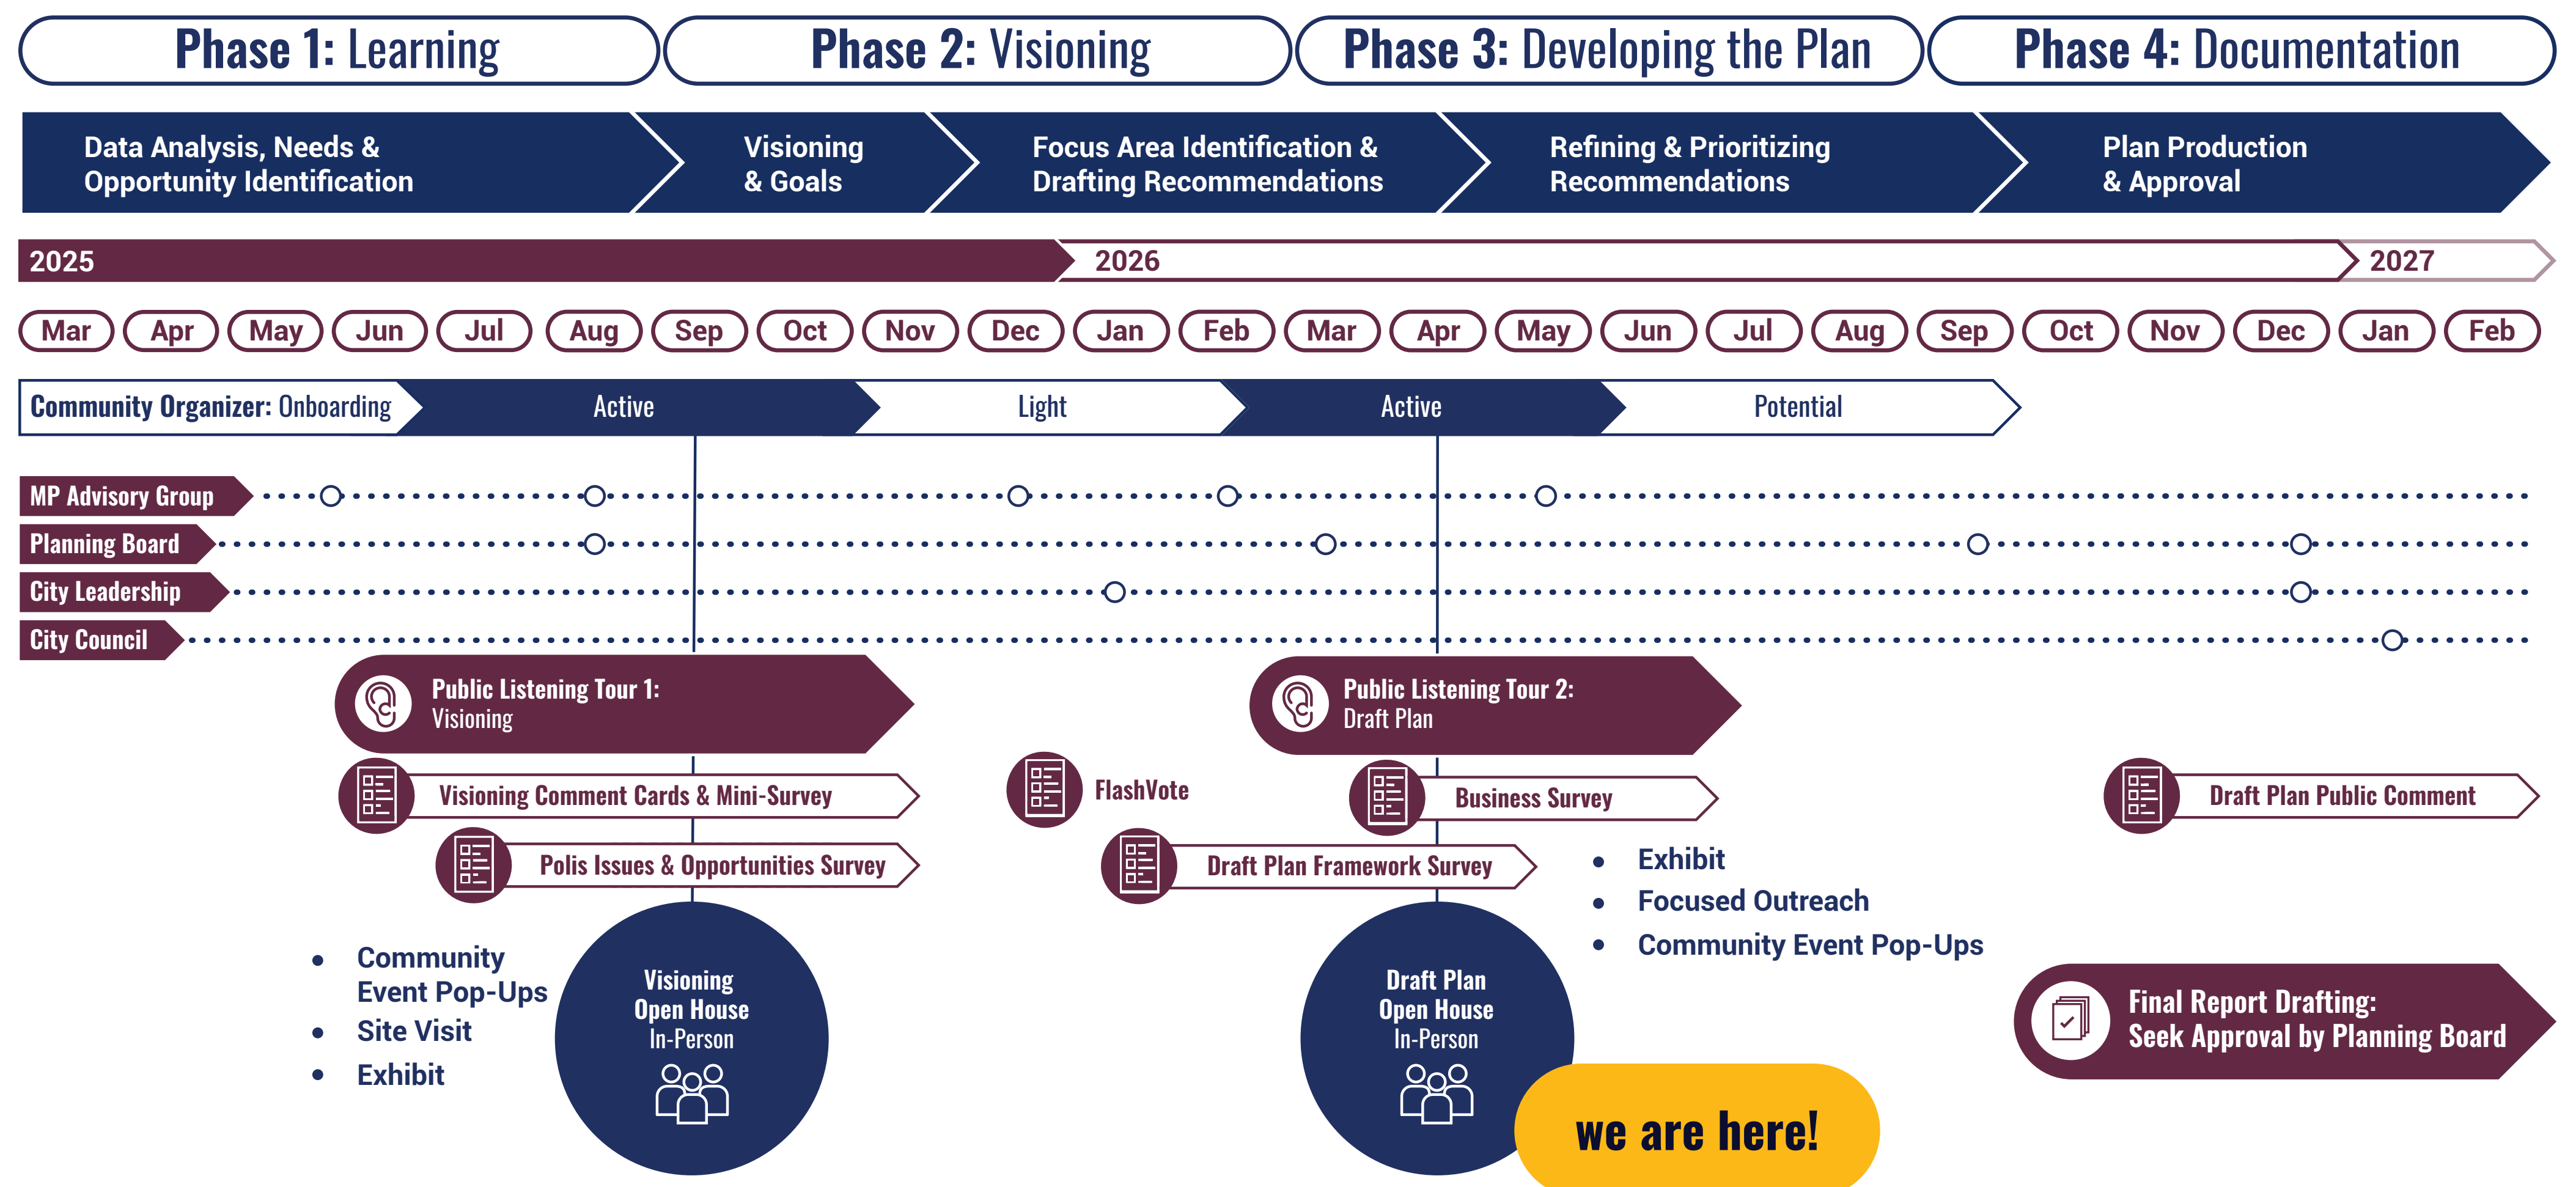 Phase 1: Learning
Phase 2: Visioning
Phase 3: Developing the Plan
Phase 4: Documentation
Data Analysis, Needs &
Opportunity Identification
Visioning
& Goals
Focus Area Identification &
Drafting Recommendations
Refining & Prioritizing
Recommendations
Plan Production
& Approval
2025
2026
2027
Mar
Apr
May
Jun
Jul
Aug
Sep
Oct
Nov
Dec
Jan
Feb
Mar
Apr
May
Jun
Jul
Aug
Sep
Oct
Nov
Dec
Jan
Feb
Community Organizer: Onboarding
Active
Light
Active
Potential
MP Advisory Group
Planning Board
City Leadership
City Council
Public Listening Tour 1:
Visioning
Public Listening Tour 2:
Draft Plan
Visioning Comment Cards & Mini-Survey
FlashVote
Business Survey
Draft Plan Public Comment
Polis Issues & Opportunities Survey
Draft Plan Framework Survey
• Exhibit
• Focused Outreach
• Community Event Pop-Ups
• Community
Event Pop-Ups
• Site Visit
• Exhibit
Visioning
Open House
In-Person
Draft Plan
Open House
In-Person
Final Report Drafting:
Seek Approval by Planning Board
we are here!